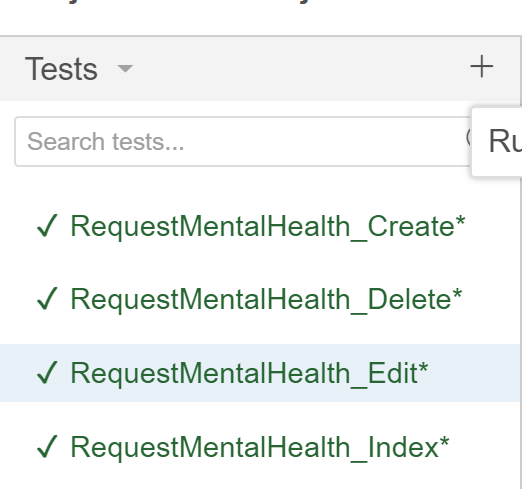 Tests
Search tests...
Ru
✓ RequestMentalHealth_Create*
✓ RequestMentalHealth_Delete*
✓ RequestMentalHealth_Edit*
✓ RequestMentalHealth_Index*